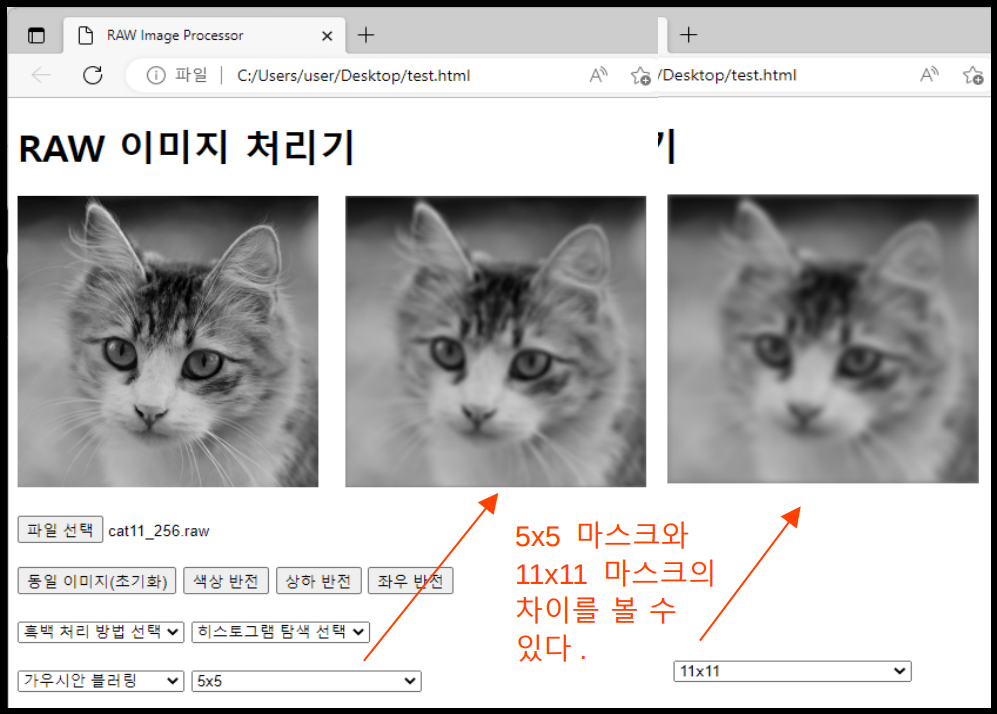 RAW Image Processor
파일 C:/Users/user/Desktop/test.html
/Desktop/test.html
RAW 이미지 처리기
기
파일 선택 cat11_256.raw
동일 이미지(초기화) 색상 반전 상하 반전 좌우 반전
흑백 처리 방법 선택 히스토그램 탐색 선택
가우시안 블러링 5x5
5x5 마스크와
11x11 마스크의
차이를 볼 수
있다 .
11x11